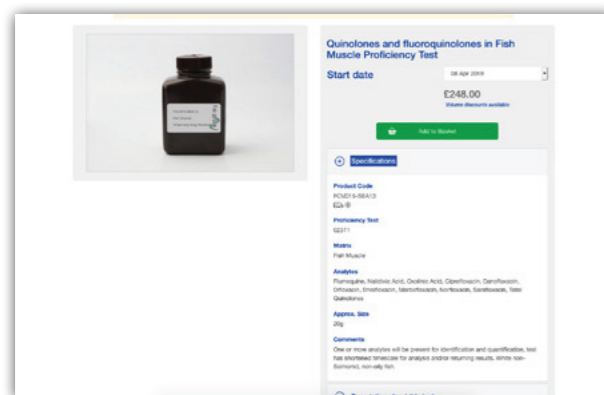 Quinolones and fluoroquinolones in Fish
Muscle Proficiency Test
Start date
08 Apr 2019
£248.00
Volume discounts available
Add to Basket
Specifications
Product Code
Proficiency Test
02371
Matrix
Fish Muscle
Analytes
Flumequine, Nalidixic Acid, Oxolinic Acid, Ciprofloxacin, Danofloxacin,
Difloxacin, Enrofloxacin, Marbofloxacin, Norfloxacin, Sarafloxacin, Total
Quinolones
Approx. Size
20g
Comments
One or more analytes will be present for identification and quantification, test
has shortened timescale for analysis and/or returning results. White non-
Salmonid, non-oily fish.